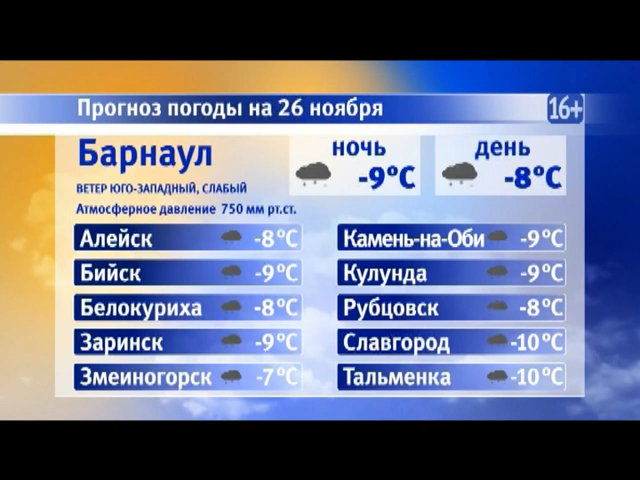 Прогноз погоды на 26 ноября
16+
Барнаул
ВЕТЕР ЮГО-ЗАПАДНЫЙ, СЛАБЫЙ
Атмосферное давление 750 мм рт.ст.
ночь
-9°C
день
-8°C
Алейск -8°C
Бийск -9°C
Белокуриха -8°C
Заринск -9°C
Змеиногорск -7°C
Камень-на-Оби -9°C
Кулунда -9°C
Рубцовск -8°C
Славгород -10°C
Тальменка -10°C